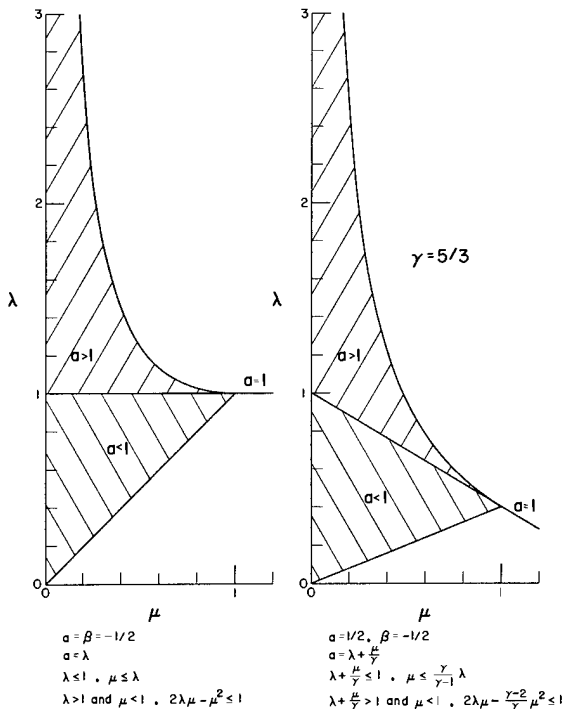 3
2
λ
a>1
a=1
1
a<1
0
0
μ
1
a=β=-1/2
a=λ
λ≤1 , μ≤λ
λ>1 and μ<1 , 2λμ-μ²≤1
3
γ=5/3
2
λ
a>1
1
a<1
a=1
0
0
μ
1
a=1/2, β=-1/2
a=λ+μ/γ
λ+μ/γ≤1 , μ≤γ/(γ-1) λ
λ+μ/γ>1 and μ<1 , 2λμ-(γ-2)/γ μ²≤1